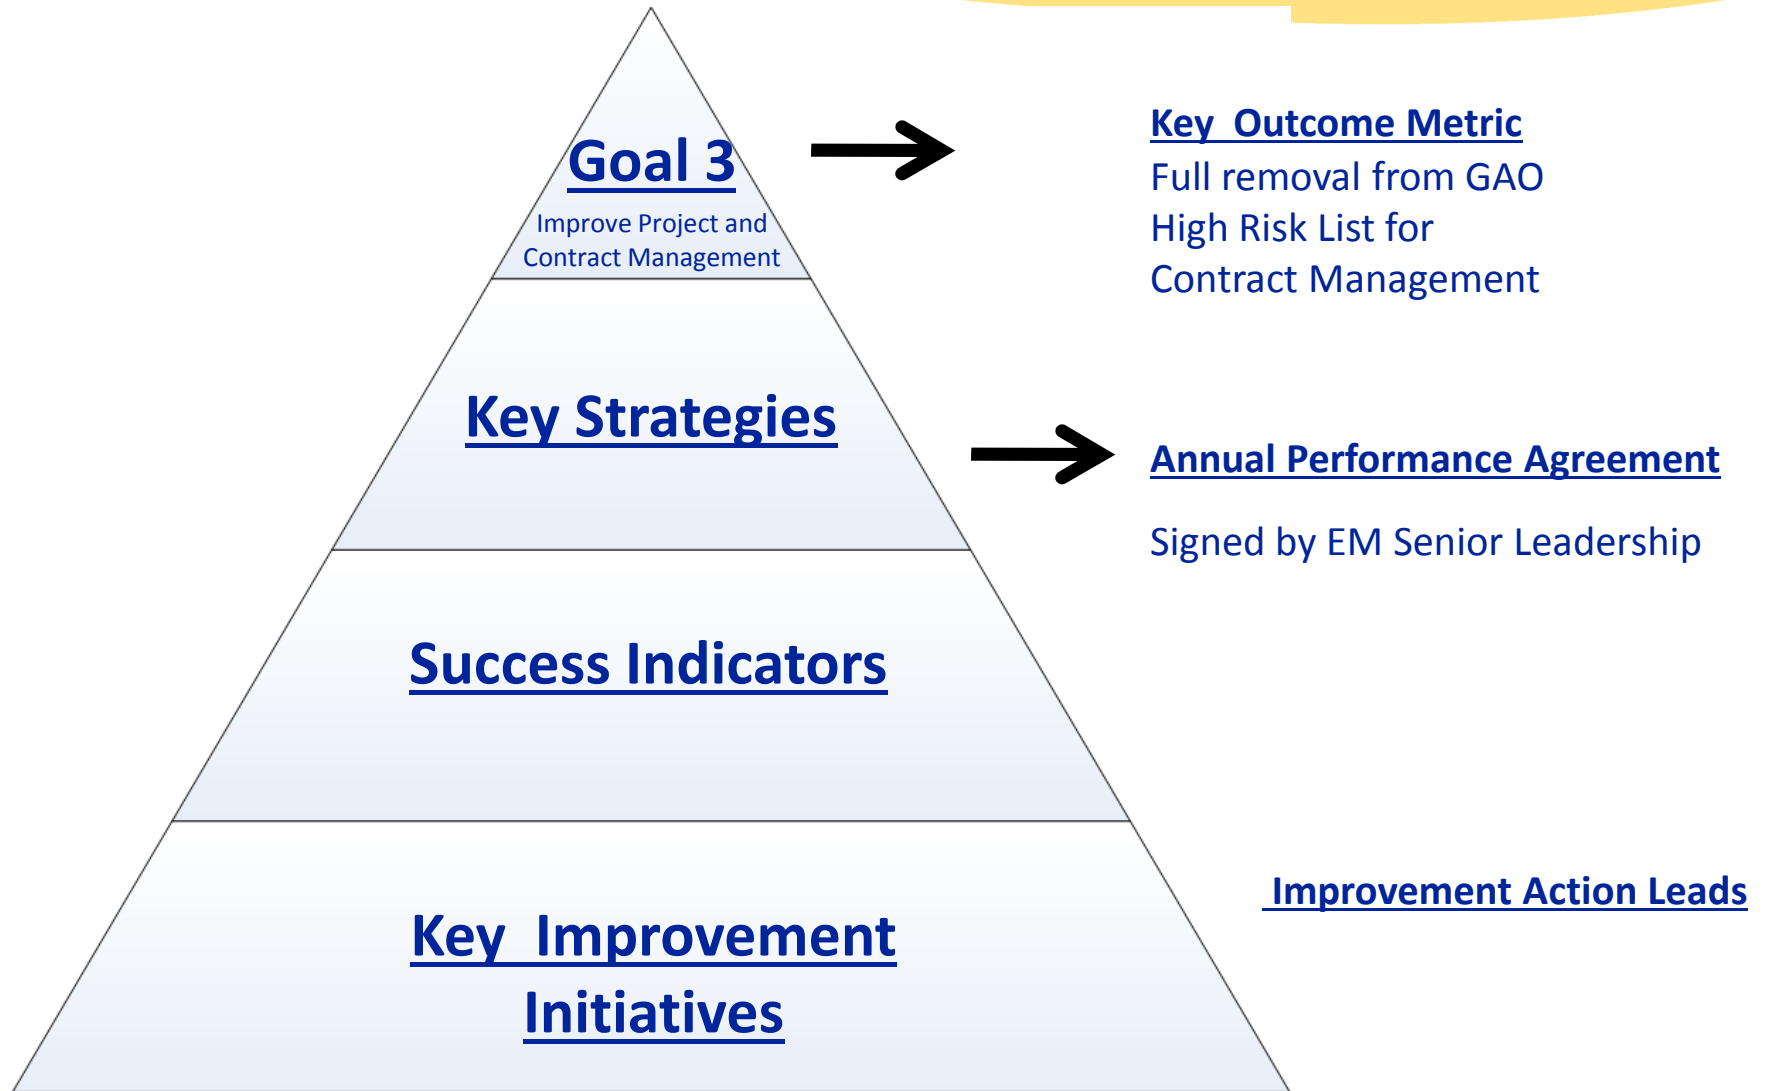 Goal 3
Improve Project and
Contract Management
Key Outcome Metric
Full removal from GAO
High Risk List for
Contract Management
Key Strategies
Annual Performance Agreement
Signed by EM Senior Leadership
Success Indicators
Improvement Action Leads
Key Improvement
Initiatives